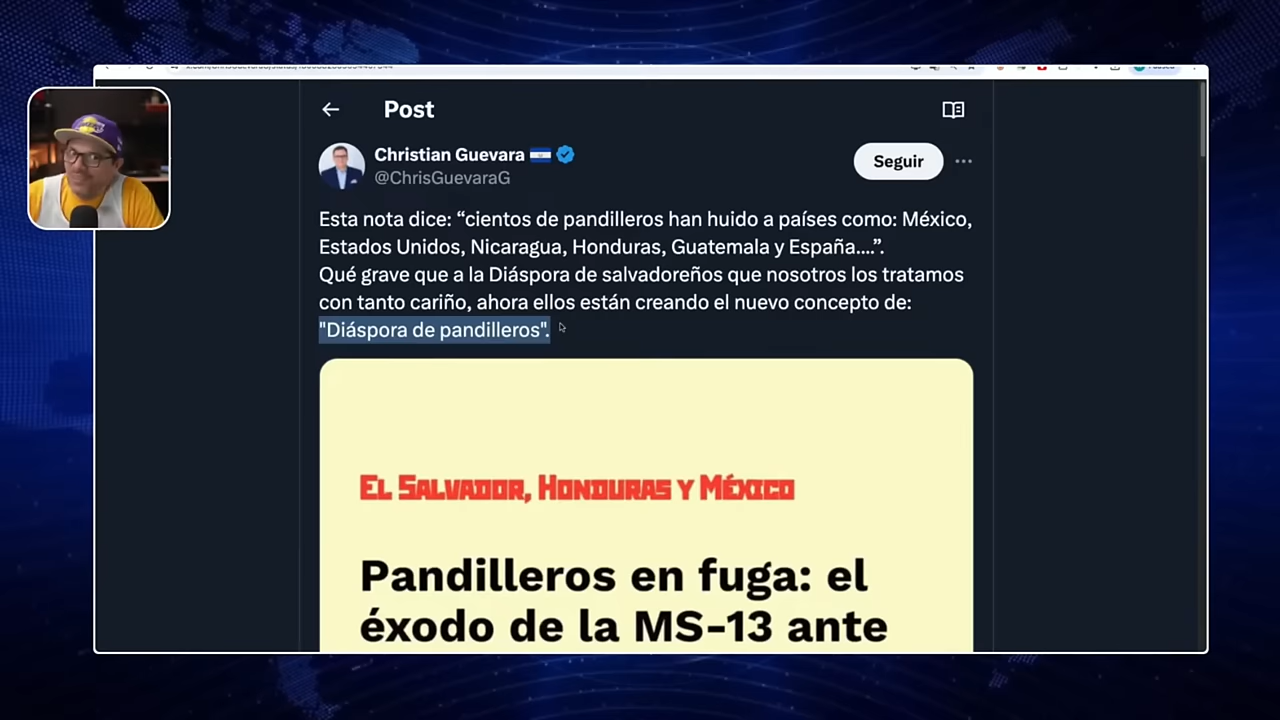 Post
Christian Guevara
@ChrisGuevaraG
Seguir
Esta nota dice: “cientos de pandilleros han huido a países como: México,
Estados Unidos, Nicaragua, Honduras, Guatemala y España....”.
Qué grave que a la Diáspora de salvadoreños que nosotros los tratamos
con tanto cariño, ahora ellos están creando el nuevo concepto de:
"Diáspora de pandilleros".
El Salvador, Honduras y México
Pandilleros en fuga: el
éxodo de la MS-13 ante